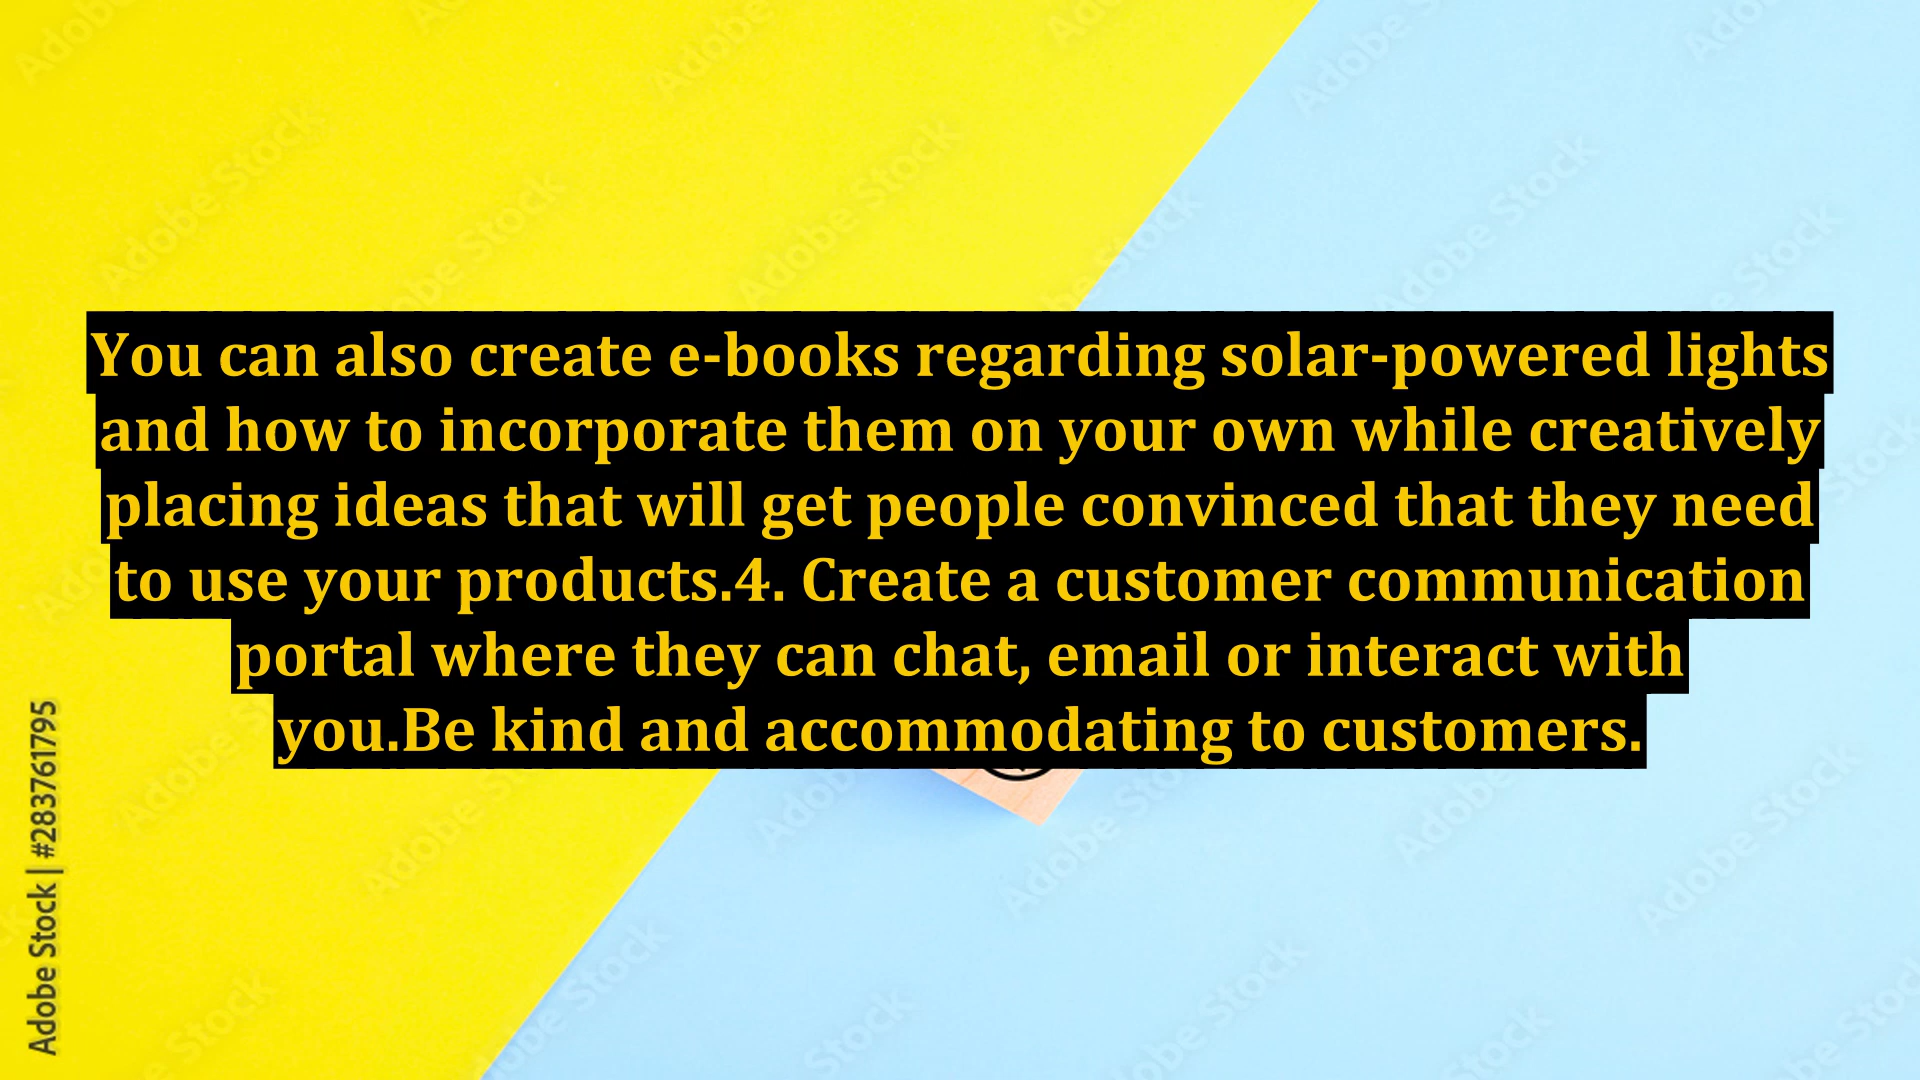 You can also create e-books regarding solar-powered lights
and how to incorporate them on your own while creatively
placing ideas that will get people convinced that they need
to use your products.4. Create a customer communication
portal where they can chat, email or interact with
you.Be kind and accommodating to customers.
Adobe Stock | #283761795